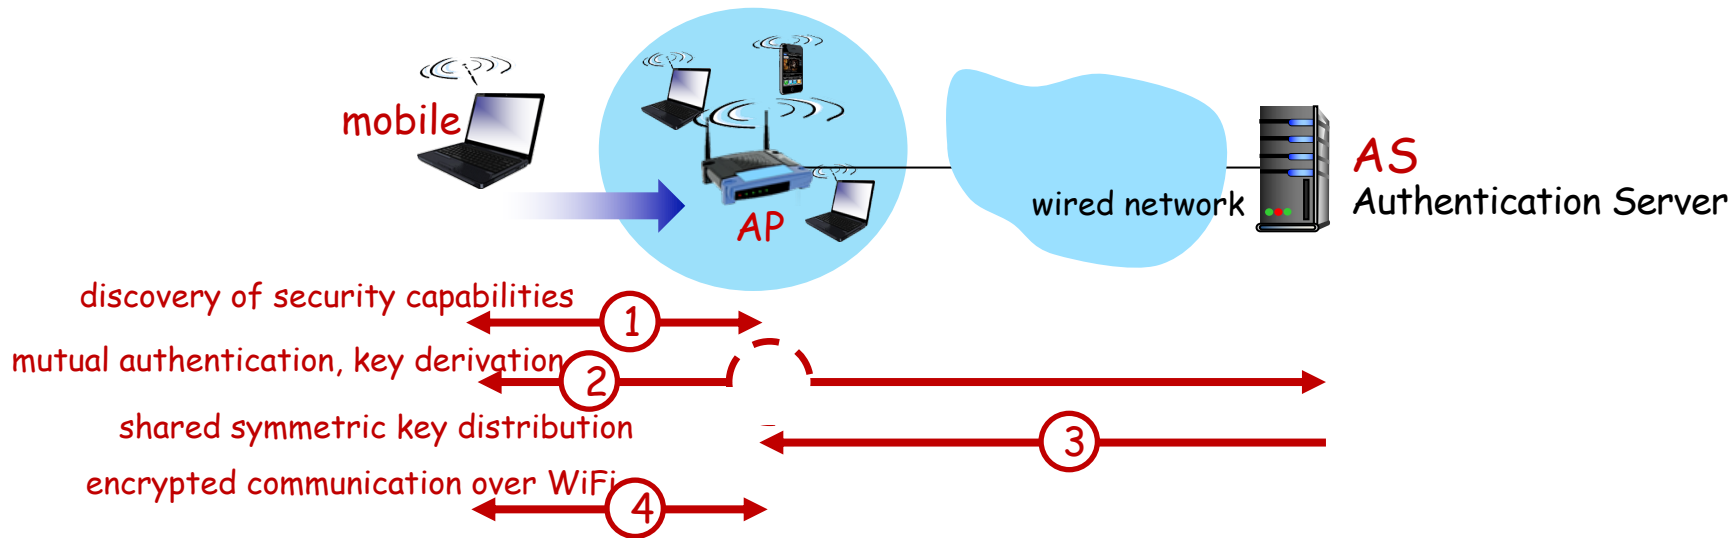 mobile
AP
wired network
AS
Authentication Server
discovery of security capabilities
1
mutual authentication, key derivation
2
shared symmetric key distribution
3
encrypted communication over WiFi
4